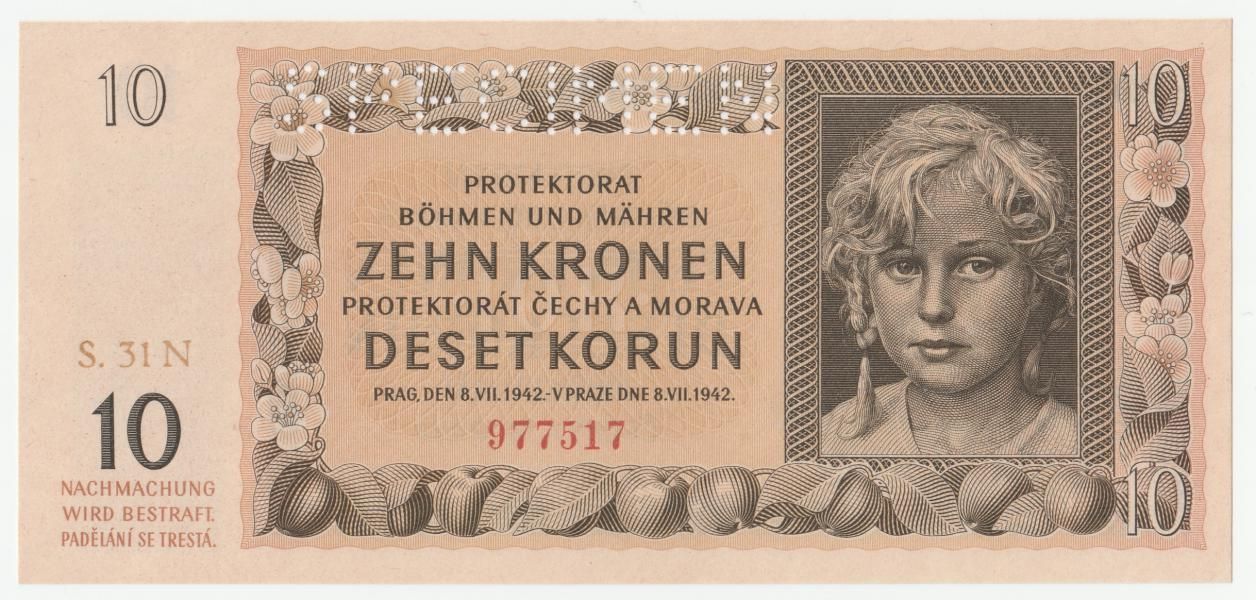 10
SPECIMEN
10
PROTEKTORAT
BÖHMEN UND MÄHREN
ZEHN KRONEN
PROTEKTORÁT ČECHY A MORAVA
DESET KORUN
PRAG, DEN 8. VII. 1942.-V PRAZE DNE 8. VII. 1942.
977517
S. 31 N
10
NACHMACHUNG
WIRD BESTRAFT.
PADĚLÁNÍ SE TRESTÁ.
10